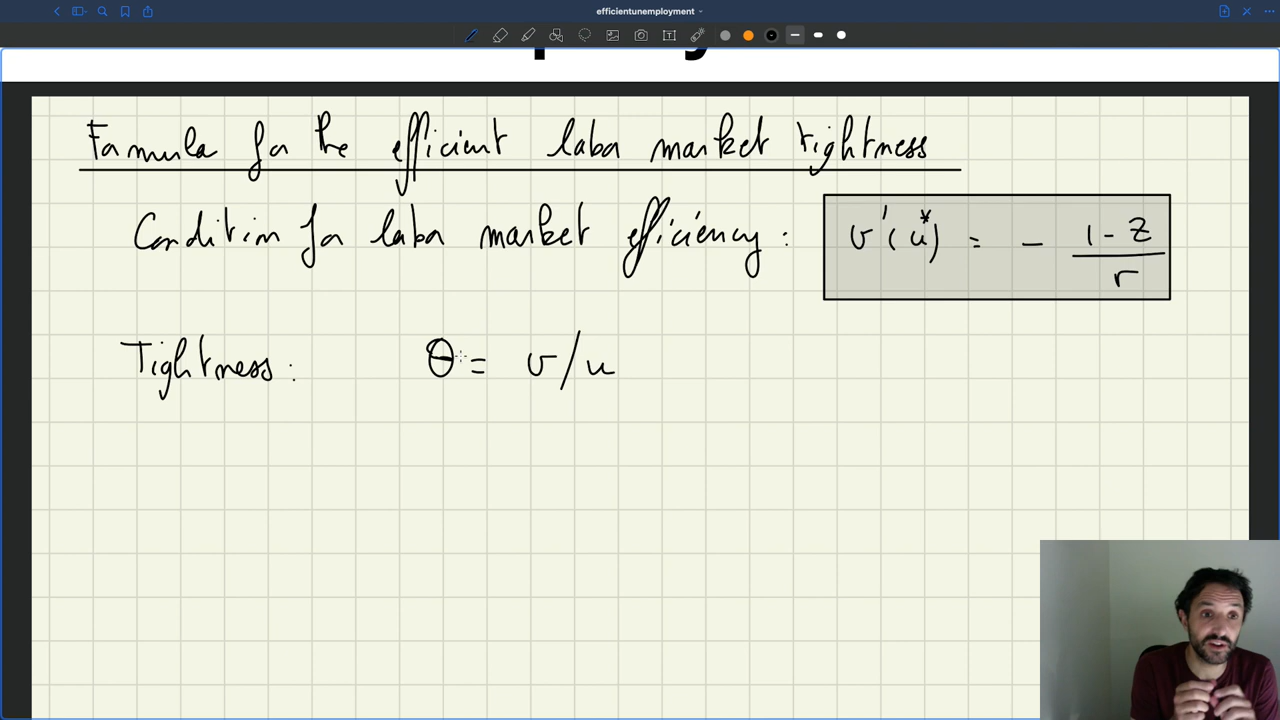 efficientunemployment
Formula for the efficient labor market tightness
Condition for labor market efficiency : v'(u*) = - (1-z)/r
Tightness : θ = v/u